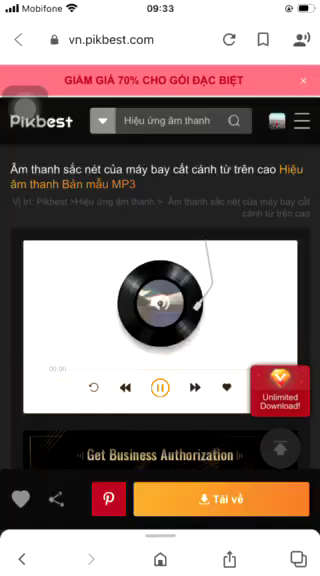 Mobifone
09:33
vn.pikbest.com
GIẢM GIÁ 70% CHO GÓI ĐẶC BIỆT
×
Pikbest
Hiệu ứng âm thanh
Âm thanh sắc nét của máy bay cất cánh từ trên cao Hiệu
âm thanh Bản mẫu MP3
Vị trí: Pikbest >Hiệu ứng âm thanh > Âm thanh sắc nét của máy bay cất
cánh từ trên cao
00:00
Unlimited
Download!
Get Business Authorization
Tải về